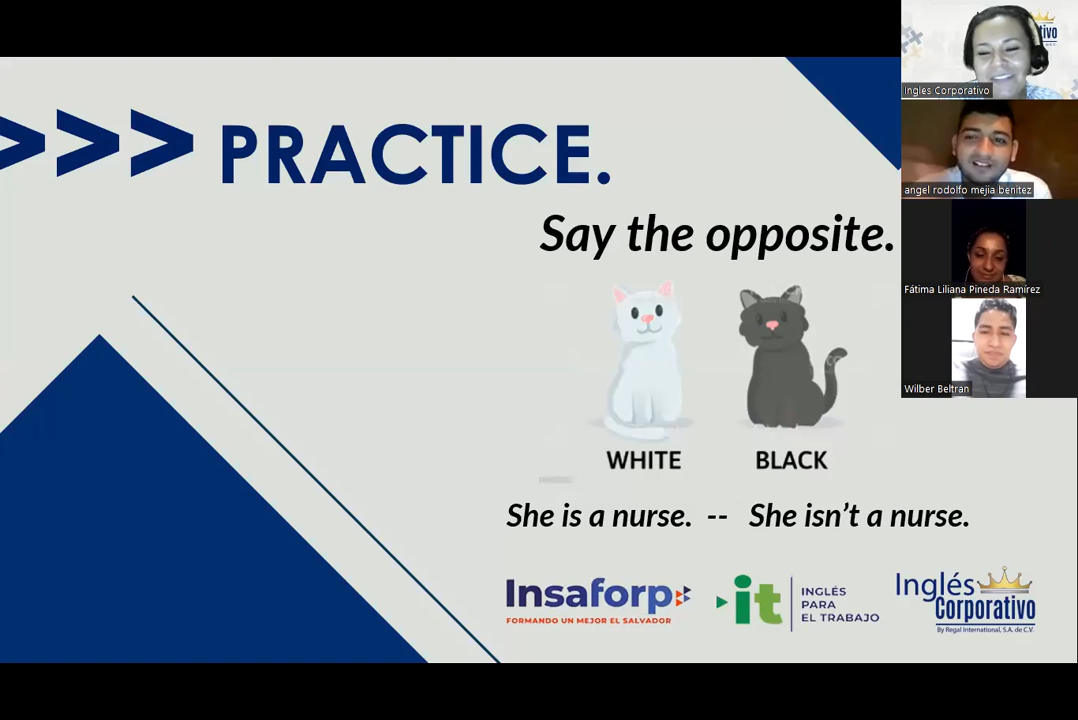 >>> PRACTICE.
Say the opposite.
WHITE
BLACK
She is a nurse. -- She isn't a nurse.
Insaforp
FORMANDO UN MEJOR EL SALVADOR
it
INGLÉS
PARA
EL TRABAJO
Inglés
Corporativo
By Regal International, S.A. de C.V.
Ingles Corporativo
angel rodolfo mejia benitez
Fátima Liliana Pineda Ramírez
Wilber Beltran